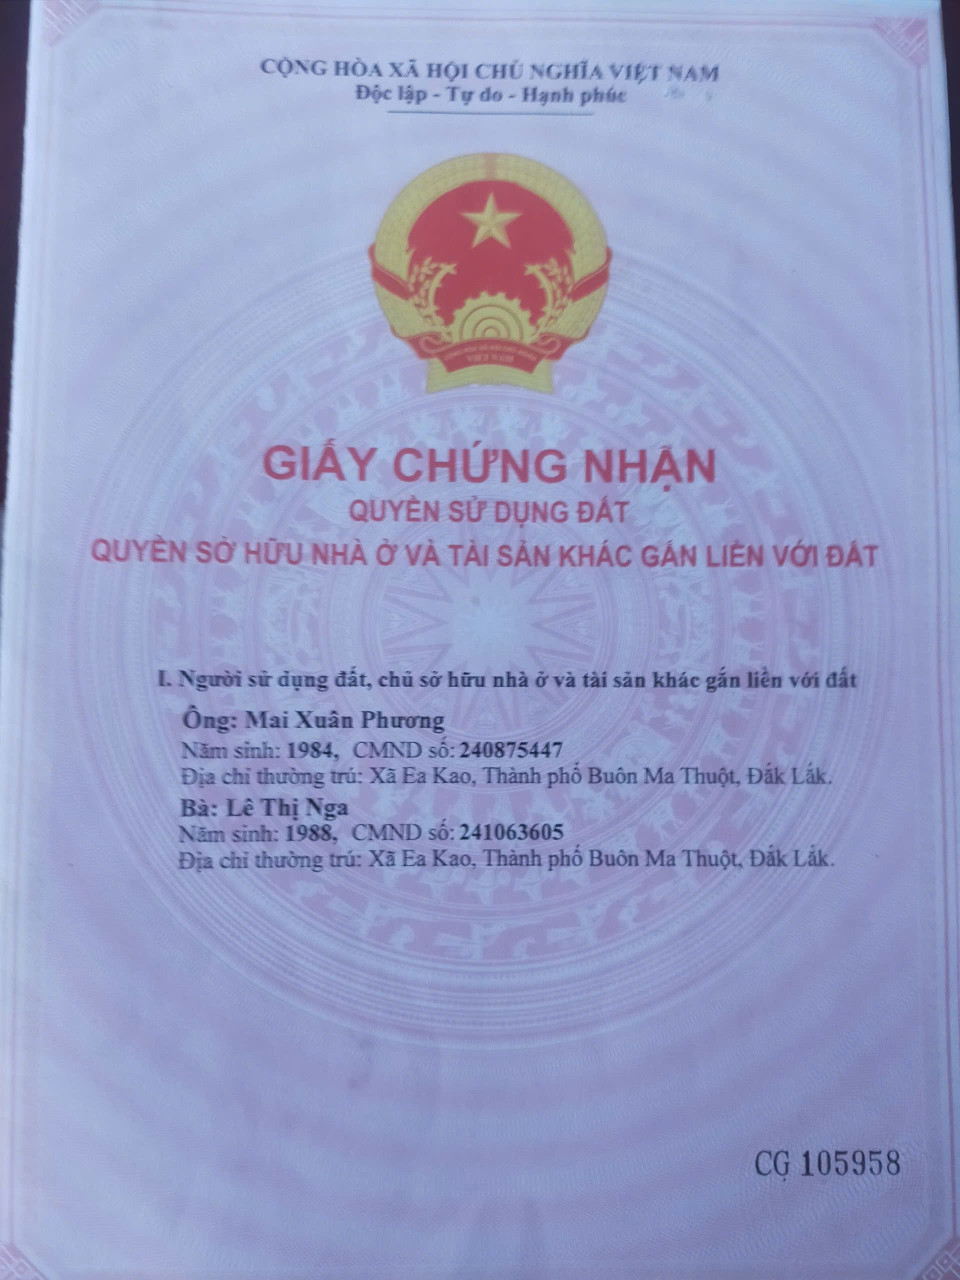 CỘNG HÒA XÃ HỘI CHỦ NGHĨA VIỆT NAM
Độc lập - Tự do - Hạnh phúc
GIẤY CHỨNG NHẬN
QUYỀN SỬ DỤNG ĐẤT
QUYỀN SỞ HỮU NHÀ Ở VÀ TÀI SẢN KHÁC GẮN LIỀN VỚI ĐẤT
I. Người sử dụng đất, chủ sở hữu nhà ở và tài sản khác gắn liền với đất
Ông: Mai Xuân Phương
Năm sinh: 1984, CMND số: 240875447
Địa chỉ thường trú: Xã Ea Kao, Thành phố Buôn Ma Thuột, Đắk Lắk.
Bà: Lê Thị Nga
Năm sinh: 1988, CMND số: 241063605
Địa chỉ thường trú: Xã Ea Kao, Thành phố Buôn Ma Thuột, Đắk Lắk.
CG 105958